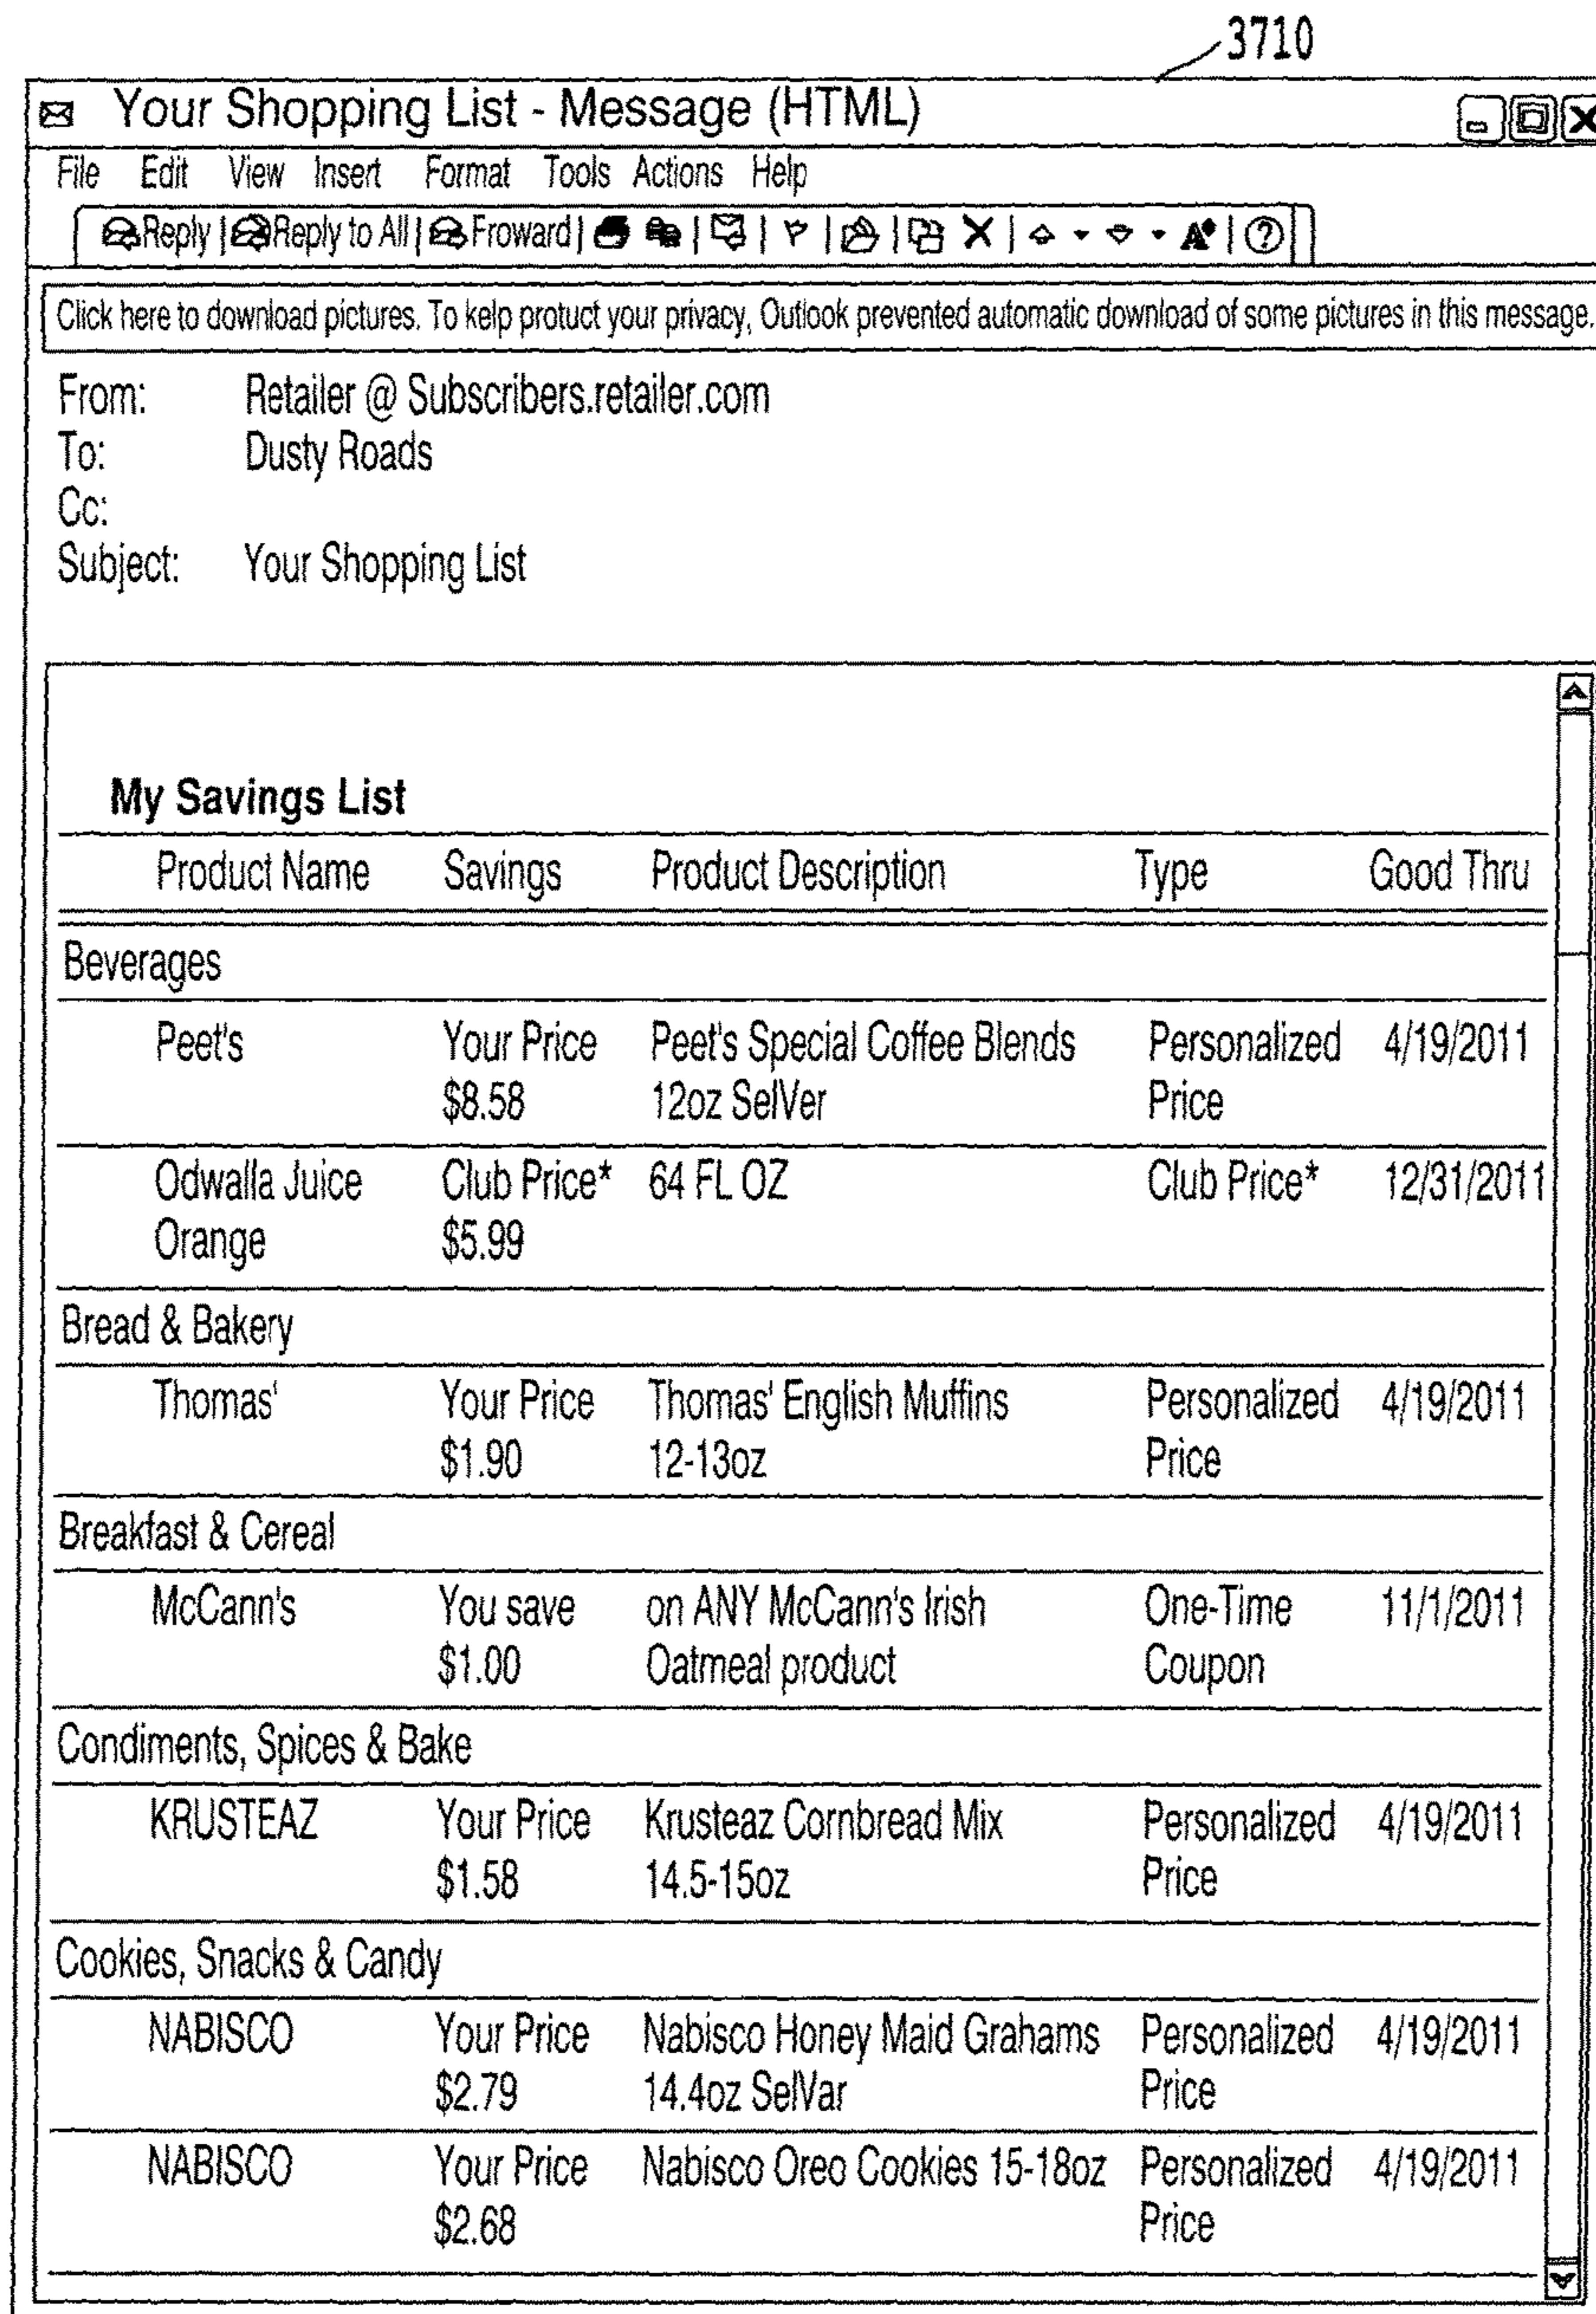 3710
Your Shopping List - Message (HTML)
File Edit View Insert Format Tools Actions Help
Reply | Reply to All | Froward |
Click here to download pictures. To kelp protuct your privacy, Outlook prevented automatic download of some pictures in this message.
From: Retailer @ Subscribers.retailer.com
To: Dusty Roads
Cc:
Subject: Your Shopping List
My Savings List
Product Name Savings Product Description Type Good Thru
Beverages
Peet's Your Price Peet's Special Coffee Blends Personalized 4/19/2011
$8.58 12oz SelVer Price
Odwalla Juice Club Price* 64 FL OZ Club Price* 12/31/2011
Orange $5.99
Bread & Bakery
Thomas' Your Price Thomas' English Muffins Personalized 4/19/2011
$1.90 12-13oz Price
Breakfast & Cereal
McCann's You save on ANY McCann's Irish One-Time 11/1/2011
$1.00 Oatmeal product Coupon
Condiments, Spices & Bake
KRUSTEAZ Your Price Krusteaz Cornbread Mix Personalized 4/19/2011
$1.58 14.5-15oz Price
Cookies, Snacks & Candy
NABISCO Your Price Nabisco Honey Maid Grahams Personalized 4/19/2011
$2.79 14.4oz SelVar Price
NABISCO Your Price Nabisco Oreo Cookies 15-18oz Personalized 4/19/2011
$2.68 Price